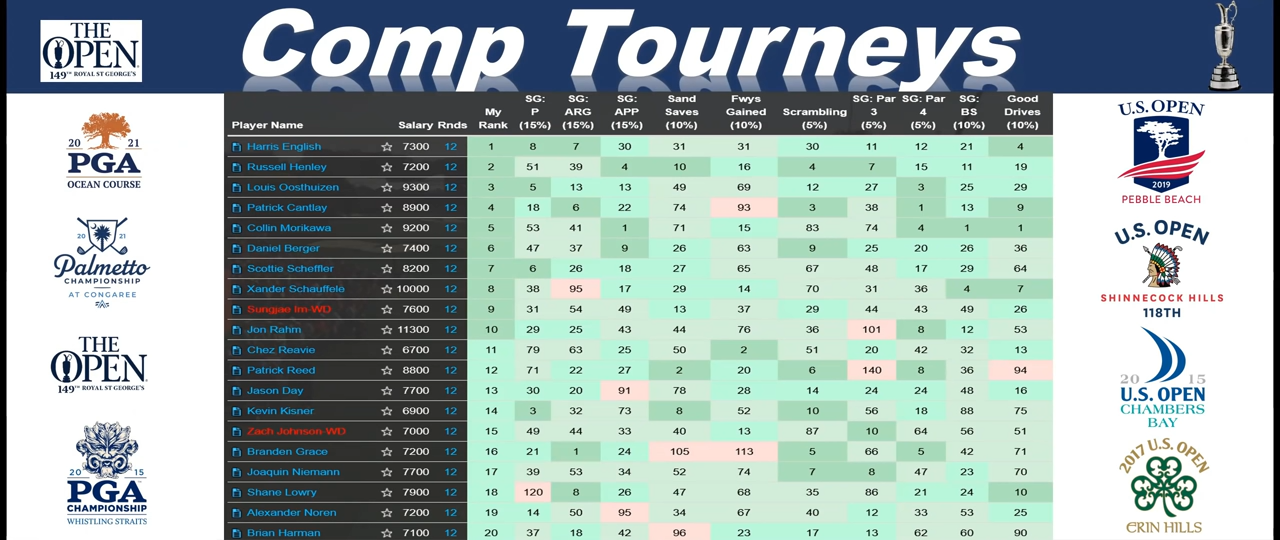 THE
OPEN
149TH ROYAL ST GEORGE'S
Comp Tourneys
20 21
PGA
OCEAN COURSE
20 21
Palmetto
CHAMPIONSHIP
AT CONGAREE
THE
OPEN
149TH ROYAL ST GEORGE'S
20 15
PGA
CHAMPIONSHIP
WHISTLING STRAITS
Player Name Salary Rnds My Rank SG: P (15%) SG: ARG (15%) SG: APP (15%) Sand Saves (10%) Fwys Gained (10%) Scrambling (5%) SG: Par 3 (5%) SG: Par 4 (5%) SG: BS (10%) Good Drives (10%)
Harris English 7300 12 1 8 7 30 31 31 30 11 12 21 4
Russell Henley 7200 12 2 51 39 4 10 16 4 7 15 11 19
Louis Oosthuizen 9300 12 3 5 13 13 49 69 12 27 3 25 29
Patrick Cantlay 8900 12 4 18 6 22 74 93 3 38 1 13 9
Collin Morikawa 9200 12 5 53 41 1 71 15 83 74 4 1 1
Daniel Berger 7400 12 6 47 37 9 26 63 9 25 20 26 36
Scottie Scheffler 8200 12 7 6 26 18 27 65 67 48 17 29 64
Xander Schauffele 10000 12 8 38 95 17 29 14 70 31 36 4 7
Sungjae Im-WD 7600 12 9 31 54 49 13 37 29 44 43 49 26
Jon Rahm 11300 12 10 29 25 43 44 76 36 101 8 12 53
Chez Reavie 6700 12 11 79 63 25 50 2 51 20 42 32 13
Patrick Reed 8800 12 12 71 22 27 2 20 6 140 8 36 94
Jason Day 7700 12 13 30 20 91 78 28 14 24 24 48 16
Kevin Kisner 6900 12 14 3 32 73 8 52 10 56 18 88 75
Zach Johnson-WD 7000 12 15 49 44 33 40 13 87 10 64 56 51
Branden Grace 7200 12 16 21 1 24 105 113 5 66 5 42 71
Joaquin Niemann 7700 12 17 39 53 34 52 74 7 8 47 23 70
Shane Lowry 7900 12 18 120 8 26 47 68 35 86 21 24 10
Alexander Noren 7200 12 19 14 50 95 34 67 40 12 33 53 25
Brian Harman 7100 12 20 37 18 42 96 23 17 13 62 60 90
U.S. OPEN
2019
PEBBLE BEACH
U.S. OPEN
SHINNECOCK HILLS
118TH
20 15
U.S. OPEN
CHAMBERS
BAY
2017 U.S. OPEN
ERIN HILLS